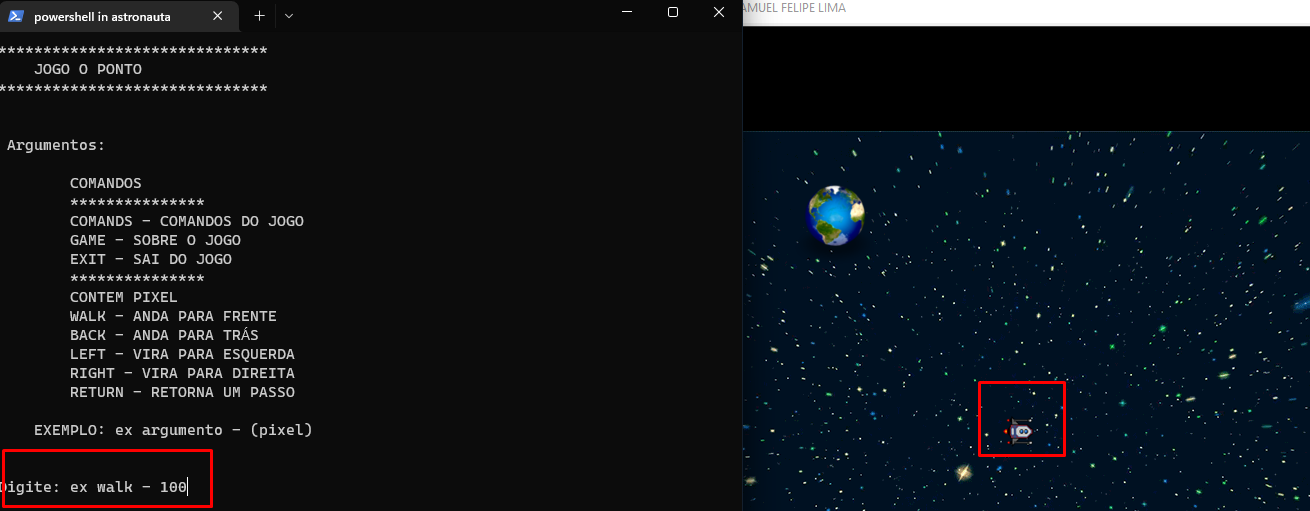 powershell in astronauta
AMUEL FELIPE LIMA
******************************
JOGO O PONTO
******************************
Argumentos:
COMANDOS
***************
COMANDS - COMANDOS DO JOGO
GAME - SOBRE O JOGO
EXIT - SAI DO JOGO
***************
CONTEM PIXEL
WALK - ANDA PARA FRENTE
BACK - ANDA PARA TRÁS
LEFT - VIRA PARA ESQUERDA
RIGHT - VIRA PARA DIREITA
RETURN - RETORNA UM PASSO
EXEMPLO: ex argumento - (pixel)
Digite: ex walk - 100